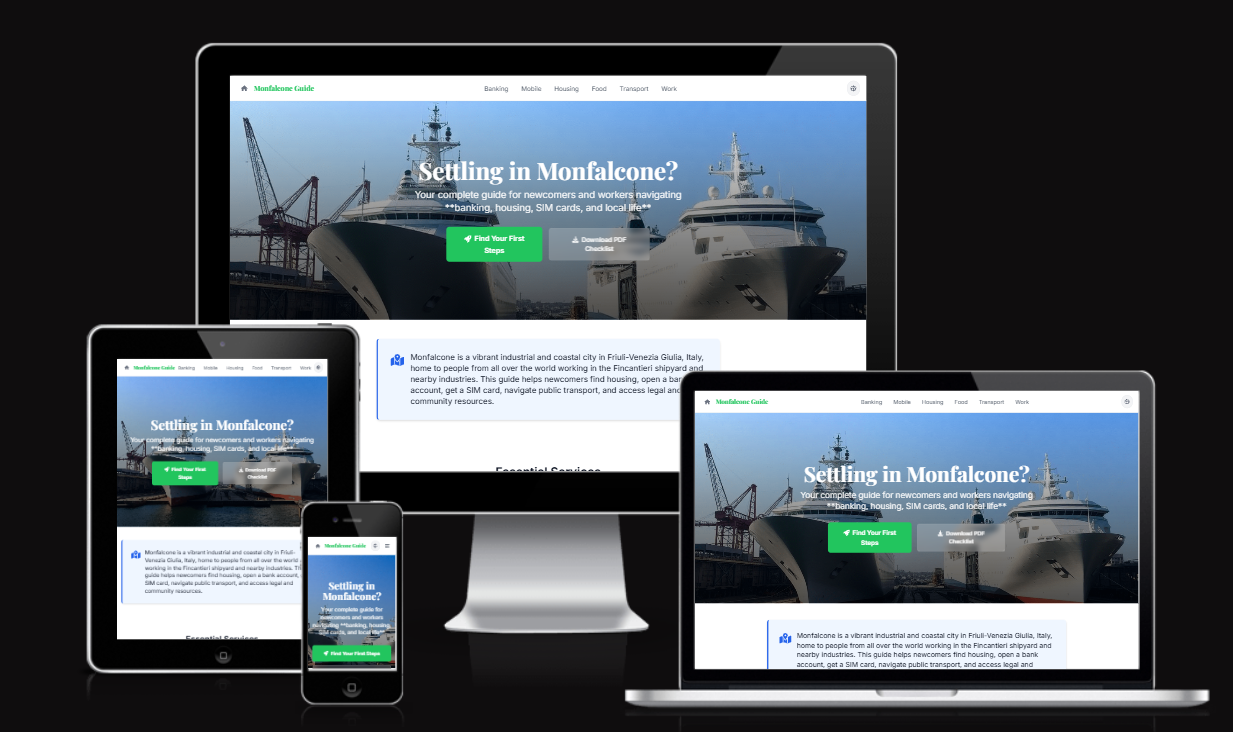 Monfalcone Guide Banking Mobile Housing Food Transport Work
Settling in Monfalcone?
Your complete guide for newcomers and workers navigating
**banking, housing, SIM cards, and local life**
Find Your First
Steps
Download PDF
Checklist
Monfalcone is a vibrant industrial and coastal city in Friuli-Venezia Giulia, Italy,
home to people from all over the world working in the Fincantieri shipyard and
nearby industries. This guide helps newcomers find housing, open a bank
account, get a SIM card, navigate public transport, and access legal and
community resources.
Essential Services
Monfalcone Guide Banking Mobile Housing Food Transport Work
Settling in Monfalcone?
Your complete guide for newcomers and workers navigating
**banking, housing, SIM cards, and local life**
Find Your First
Steps
Download PDF
Checklist
Monfalcone is a vibrant industrial and coastal city in Friuli-
Venezia Giulia, Italy, home to people from all over the world
working in the Fincantieri shipyard and nearby industries.
guide helps newcomers find housing, open a bank account,
SIM card, navigate public transport, and access legal and
community resources.
Essential Services
Monfalcone Guide
Settling in
Monfalcone?
Your complete guide for
newcomers and workers
navigating **banking, housing,
SIM cards, and local life**
Find Your First Steps
Monfalcone Guide Banking Mobile Housing Food Transport Work
Settling in Monfalcone?
Your complete guide for newcomers and workers navigating
**banking, housing, SIM cards, and local life**
Find Your First
Steps
Download PDF
Checklist
Monfalcone is a vibrant industrial and coastal city in Friuli-Venezia Giulia, Italy,
home to people from all over the world working in the Fincantieri shipyard and
nearby industries. This guide helps newcomers find housing, open a bank
account, get a SIM card, navigate public transport, and access legal and